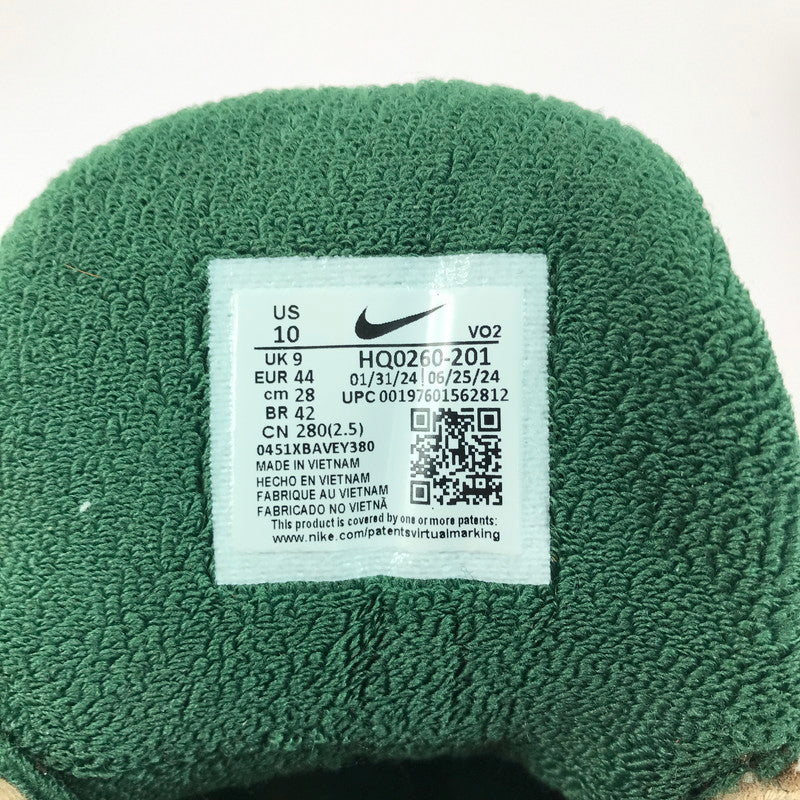 US
10
VO2
UK 9
EUR 44
cm 28
BR 42
CN 280(2.5)
HQ0260-201
01/31/24 06/25/24
UPC 00197601562812
0451XBAVEY380
MADE IN VIETNAM
HECHO EN VIETNAM
FABRIQUE AU VIETNAM
FABRICADO NO VIETNÃ
This product is covered by one or more patents:
www.nike.com/patentsvirtualmarking